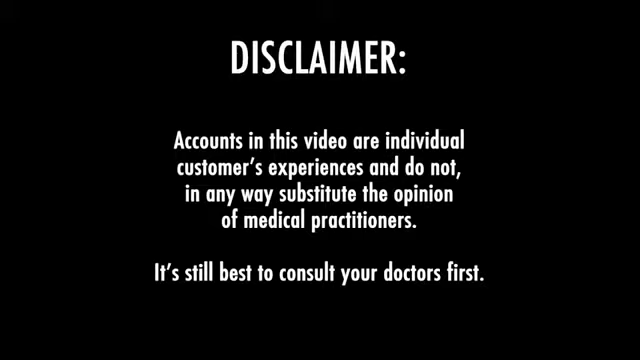 DISCLAIMER:
Accounts in this video are individual
customer's experiences and do not,
in any way substitute the opinion
of medical practitioners.
It's still best to consult your doctors first.